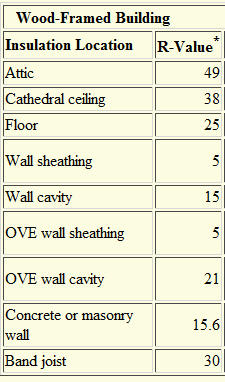 Wood-Framed Building
Insulation Location R-Value*
Attic 49
Cathedral ceiling 38
Floor 25
Wall sheathing 5
Wall cavity 15
OVE wall sheathing 5
OVE wall cavity 21
Concrete or masonry
wall 15.6
Band joist 30